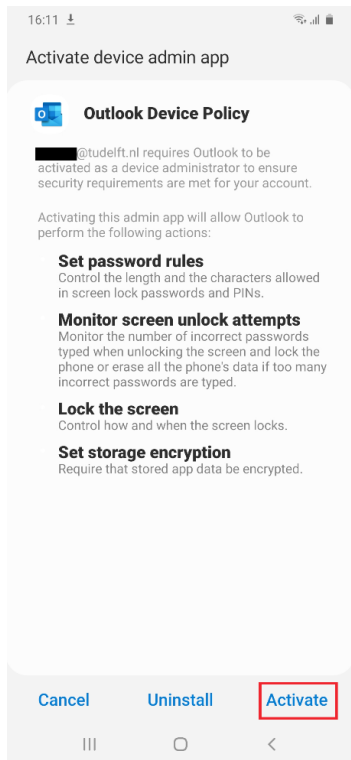 16:11
Activate device admin app
Outlook Device Policy
@tudelft.nl requires Outlook to be
activated as a device administrator to ensure
security requirements are met for your account.
Activating this admin app will allow Outlook to
perform the following actions:
Set password rules
Control the length and the characters allowed
in screen lock passwords and PINs.
Monitor screen unlock attempts
Monitor the number of incorrect passwords
typed when unlocking the screen and lock the
phone or erase all the phone's data if too many
incorrect passwords are typed.
Lock the screen
Control how and when the screen locks.
Set storage encryption
Require that stored app data be encrypted.
Cancel Uninstall Activate